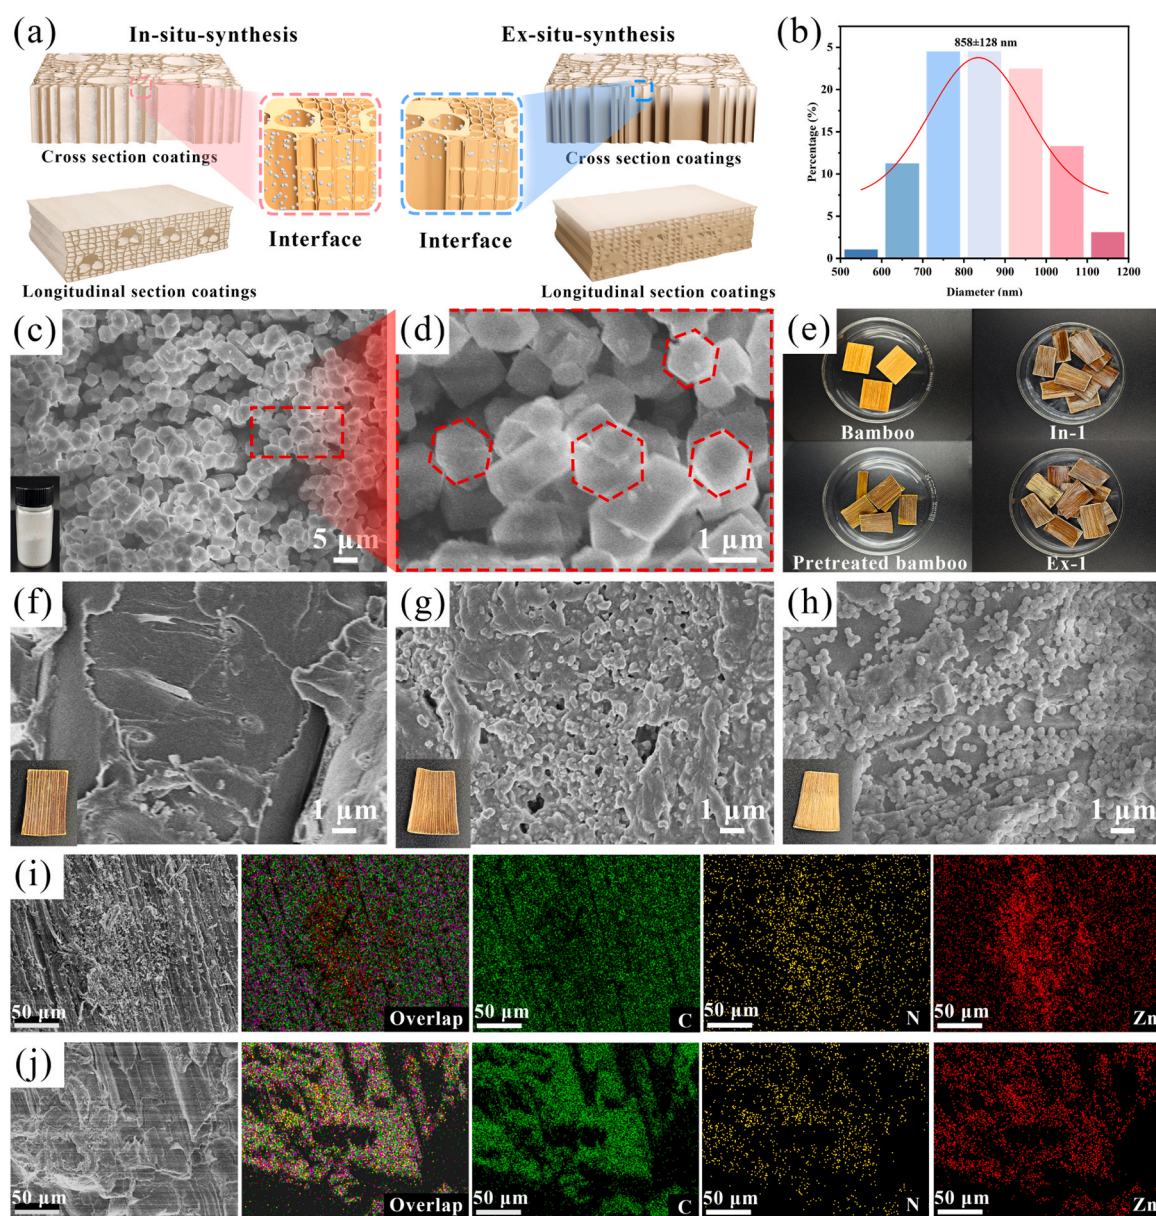 (a)
In-situ-synthesis
Ex-situ-synthesis
Cross section coatings
Cross section coatings
Interface
Interface
Longitudinal section coatings
Longitudinal section coatings
(b)
858±128 nm
Percentage (%)
5
20
15
10
5
0
500 600 700 800 900 1000 1100 1200
Diameter (nm)
(c)
5 μm
(d)
1 μm
(e)
Bamboo
In-1
Pretreated bamboo
Ex-1
(f)
1 μm
(g)
1 μm
(h)
1 μm
(i)
50 μm
Overlap
50 μm
C
50 μm
N
50 μm
Zn
(j)
50 μm
Overlap
50 μm
C
50 μm
N
50 μm
Zn